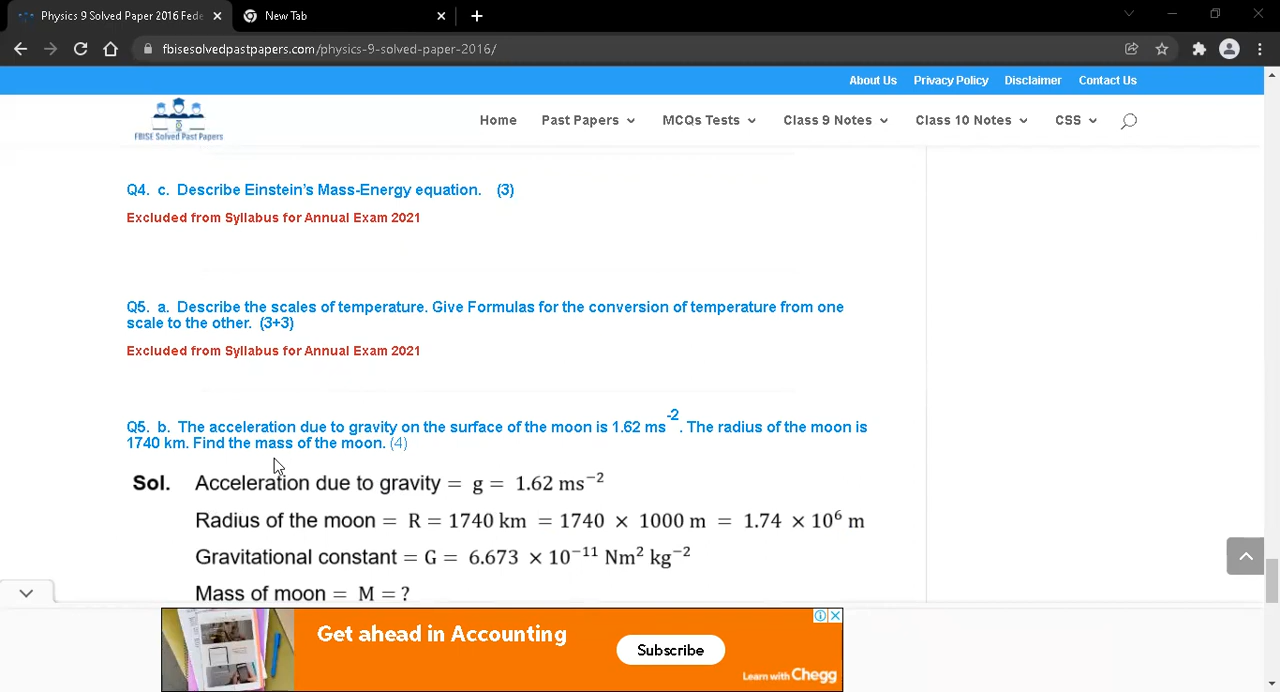 Physics 9 Solved Paper 2016 Fede
New Tab
fbisesolvedpastpapers.com/physics-9-solved-paper-2016/
About Us Privacy Policy Disclaimer Contact Us
FBISE Solved Past Papers
Home Past Papers MCQs Tests Class 9 Notes Class 10 Notes CSS
Q4. c. Describe Einstein's Mass-Energy equation. (3)
Excluded from Syllabus for Annual Exam 2021
Q5. a. Describe the scales of temperature. Give Formulas for the conversion of temperature from one
scale to the other. (3+3)
Excluded from Syllabus for Annual Exam 2021
Q5. b. The acceleration due to gravity on the surface of the moon is 1.62 ms⁻². The radius of the moon is
1740 km. Find the mass of the moon. (4)
Sol. Acceleration due to gravity = g = 1.62 ms⁻²
Radius of the moon = R = 1740 km = 1740 × 1000 m = 1.74 × 10⁶ m
Gravitational constant = G = 6.673 × 10⁻¹¹ Nm² kg⁻²
Mass of moon = M = ?
Get ahead in Accounting
Subscribe
Learn with Chegg